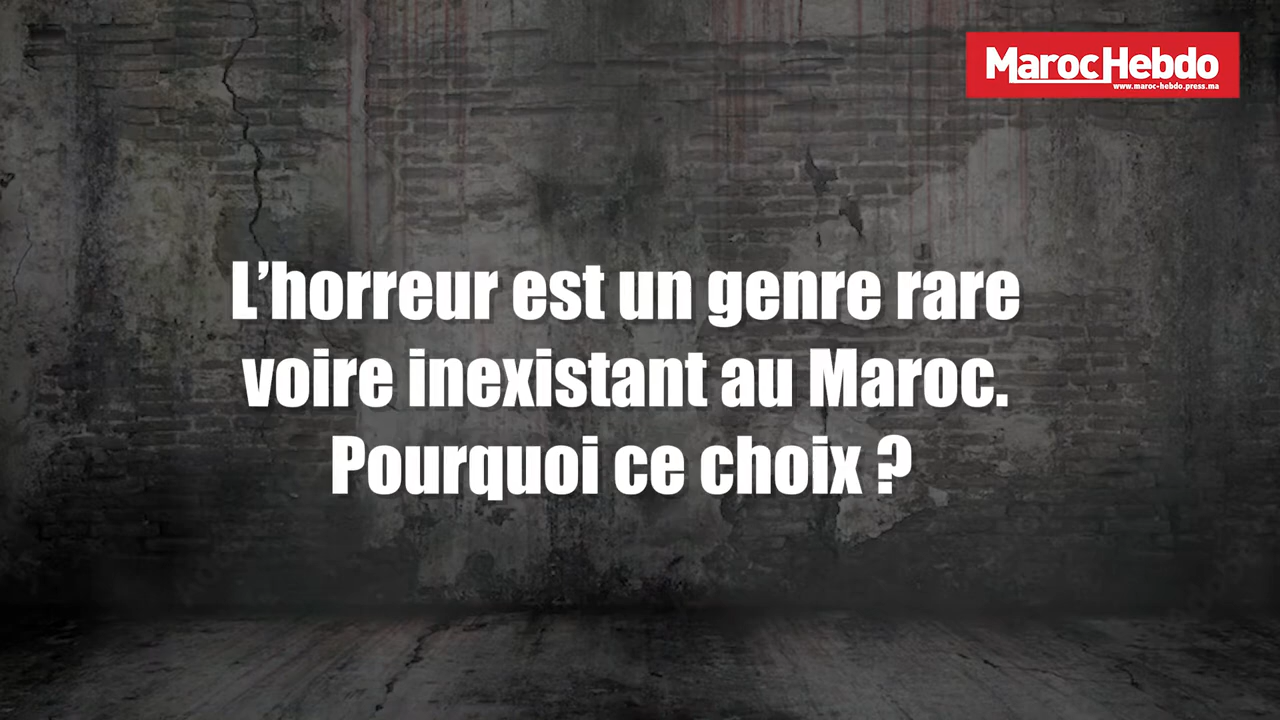 MarocHebdo
www.maroc-hebdo.press.ma
L’horreur est un genre rare
voire inexistant au Maroc.
Pourquoi ce choix ?